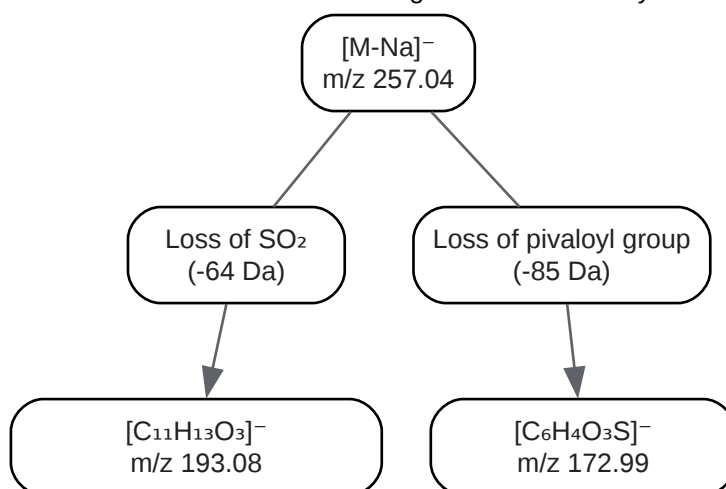 [M-Na]⁻
m/z 257.04
Loss of SO₂
(-64 Da)
Loss of pivaloyl group
(-85 Da)
[C₁₁H₁₃O₃]⁻
m/z 193.08
[C₆H₄O₃S]⁻
m/z 172.99